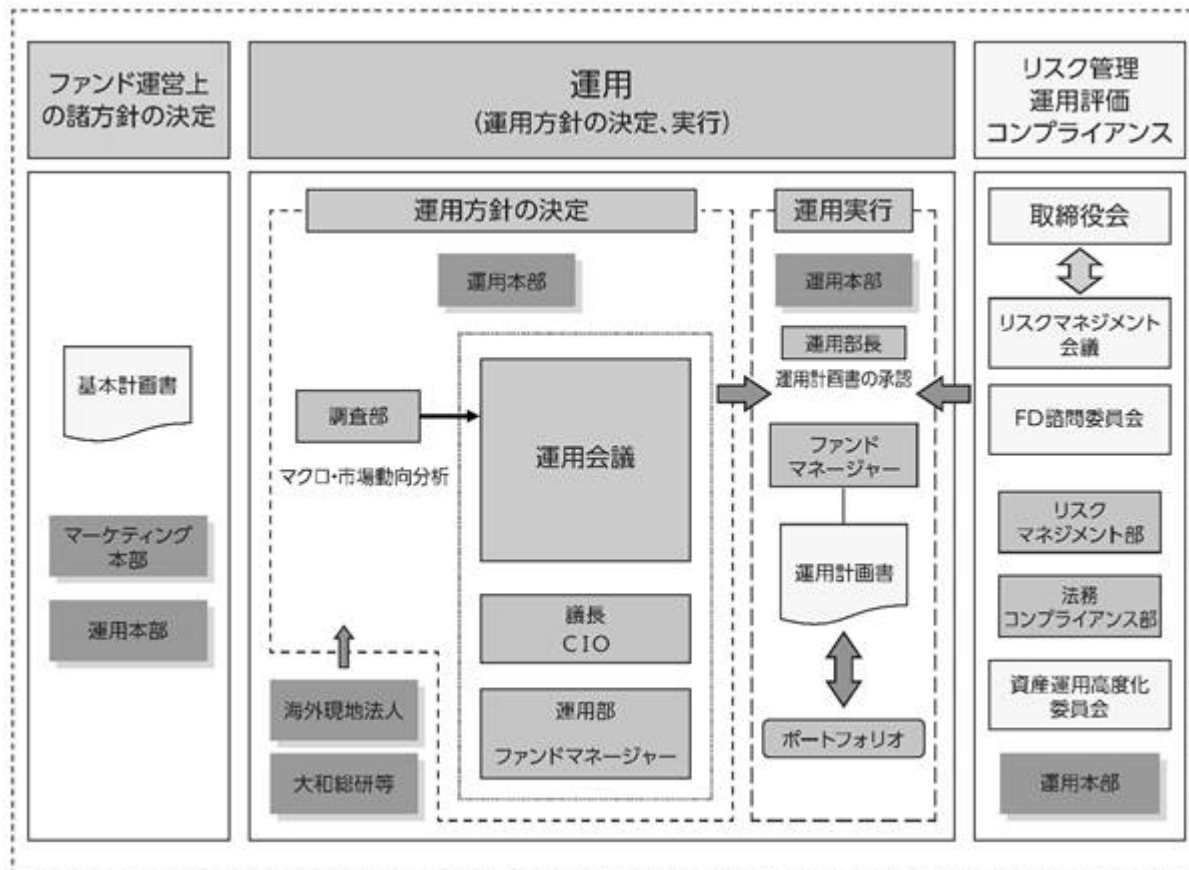 ファンド運営上
の諸方針の決定
運用
(運用方針の決定、実行)
リスク管理
運用評価
コンプライアンス
基本計画書
マーケティング
本部
運用本部
運用方針の決定
運用本部
調査部
マクロ・市場動向分析
運用会議
議長
CIO
運用部
ファンドマネージャー
海外現地法人
大和総研等
運用実行
運用本部
運用部長
運用計画書の承認
ファンド
マネージャー
運用計画書
ポートフォリオ
取締役会
リスクマネジメント
会議
FD諮問委員会
リスク
マネジメント部
法務
コンプライアンス部
資産運用高度化
委員会
運用本部